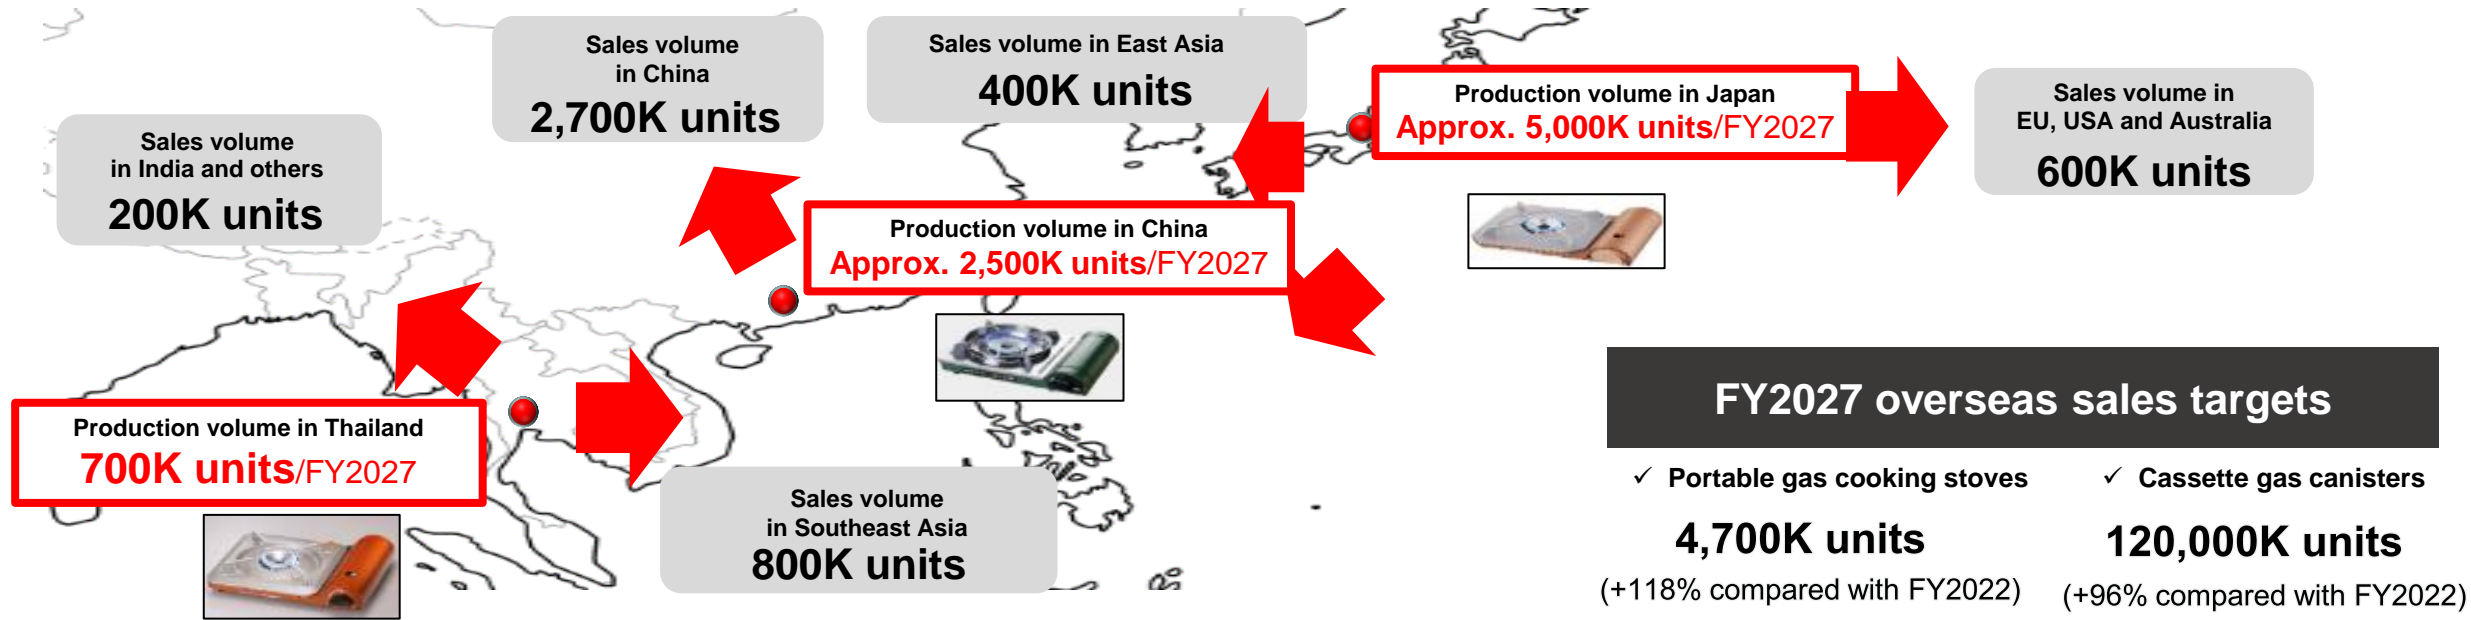 Sales volume
in China
2,700K units
Sales volume in East Asia
400K units
Production volume in Japan
Approx. 5,000K units/FY2027
Sales volume in
EU, USA and Australia
600K units
Sales volume
in India and others
200K units
Production volume in China
Approx. 2,500K units/FY2027
Production volume in Thailand
700K units/FY2027
Sales volume
in Southeast Asia
800K units
FY2027 overseas sales targets
✓ Portable gas cooking stoves
4,700K units
(+118% compared with FY2022)
✓ Cassette gas canisters
120,000K units
(+96% compared with FY2022)